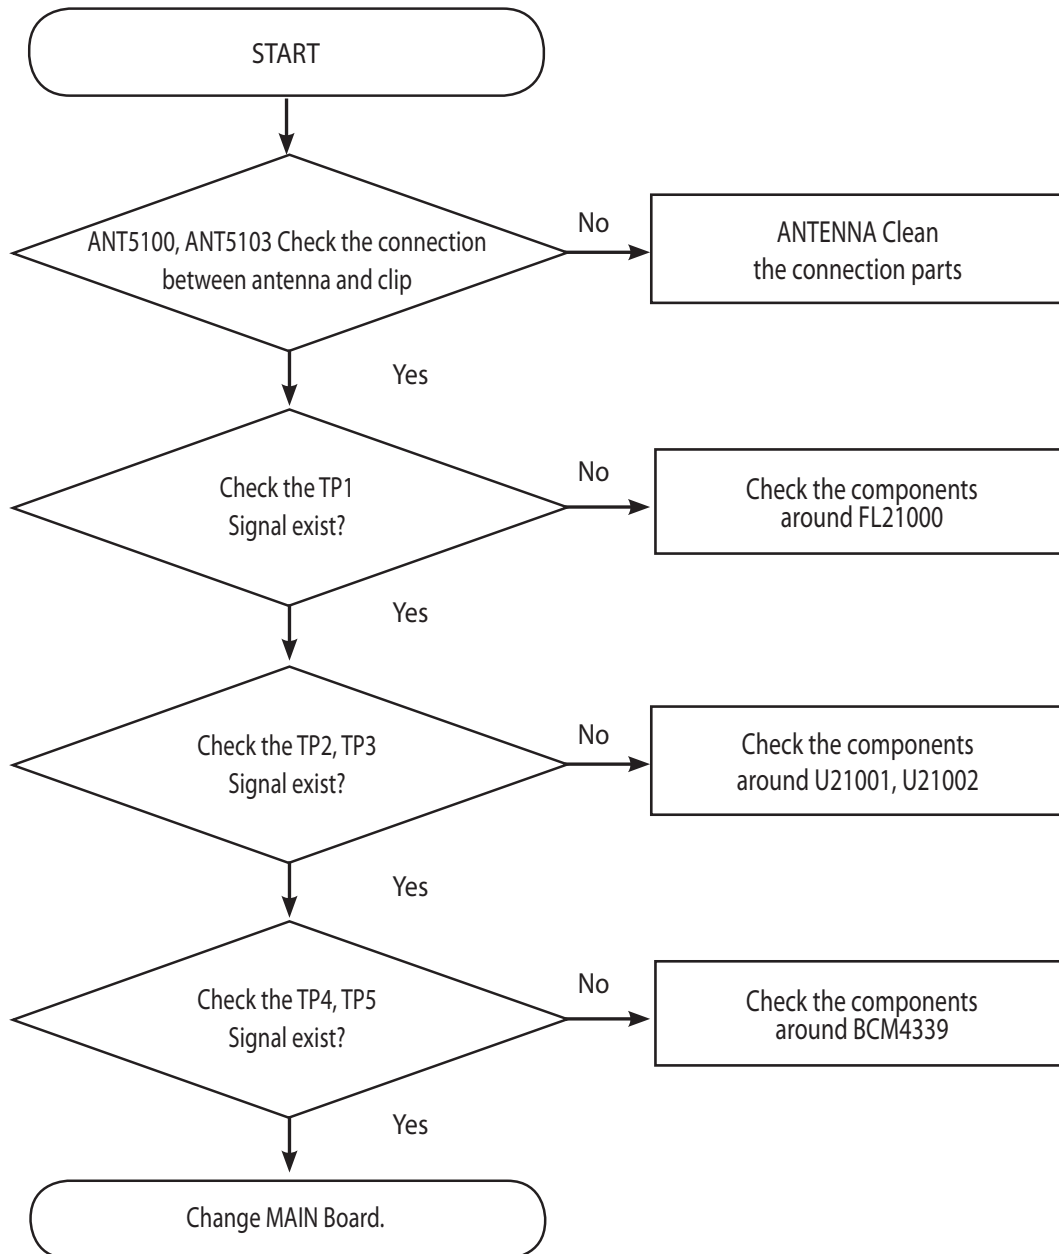 START
ANT5100, ANT5103 Check the connection
between antenna and clip
No
ANTENNA Clean
the connection parts
Yes
Check the TP1
Signal exist?
No
Check the components
around FL21000
Yes
Check the TP2, TP3
Signal exist?
No
Check the components
around U21001, U21002
Yes
Check the TP4, TP5
Signal exist?
No
Check the components
around BCM4339
Yes
Change MAIN Board.